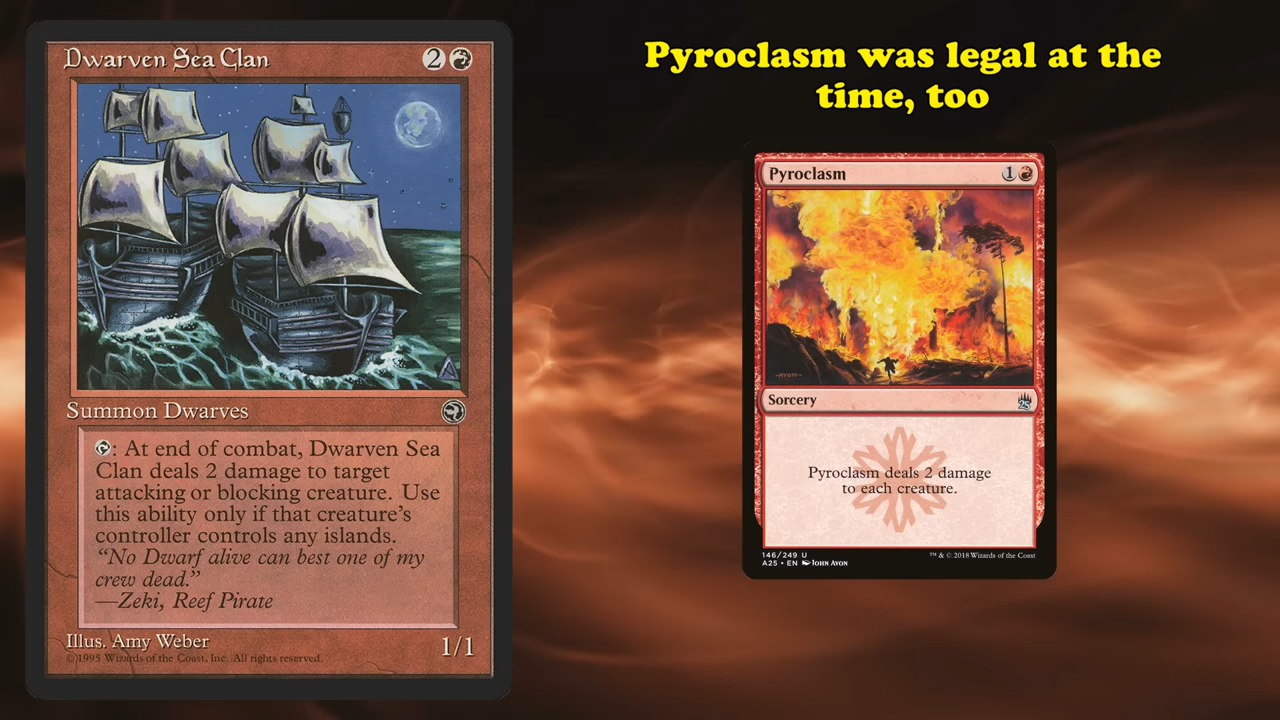 Dwarven Sea Clan
2
Summon Dwarves
: At end of combat, Dwarven Sea
Clan deals 2 damage to target
attacking or blocking creature. Use
this ability only if that creature's
controller controls any islands.
"No Dwarf alive can best one of my
crew dead."
—Zeki, Reef Pirate
Illus. Amy Weber
1/1
©1995 Wizards of the Coast, Inc. All rights reserved.
Pyroclasm was legal at the
time, too
Pyroclasm
1
Sorcery
25
Pyroclasm deals 2 damage
to each creature.
146/249 U
A25 • EN John Avon
™ & © 2018 Wizards of the Coast